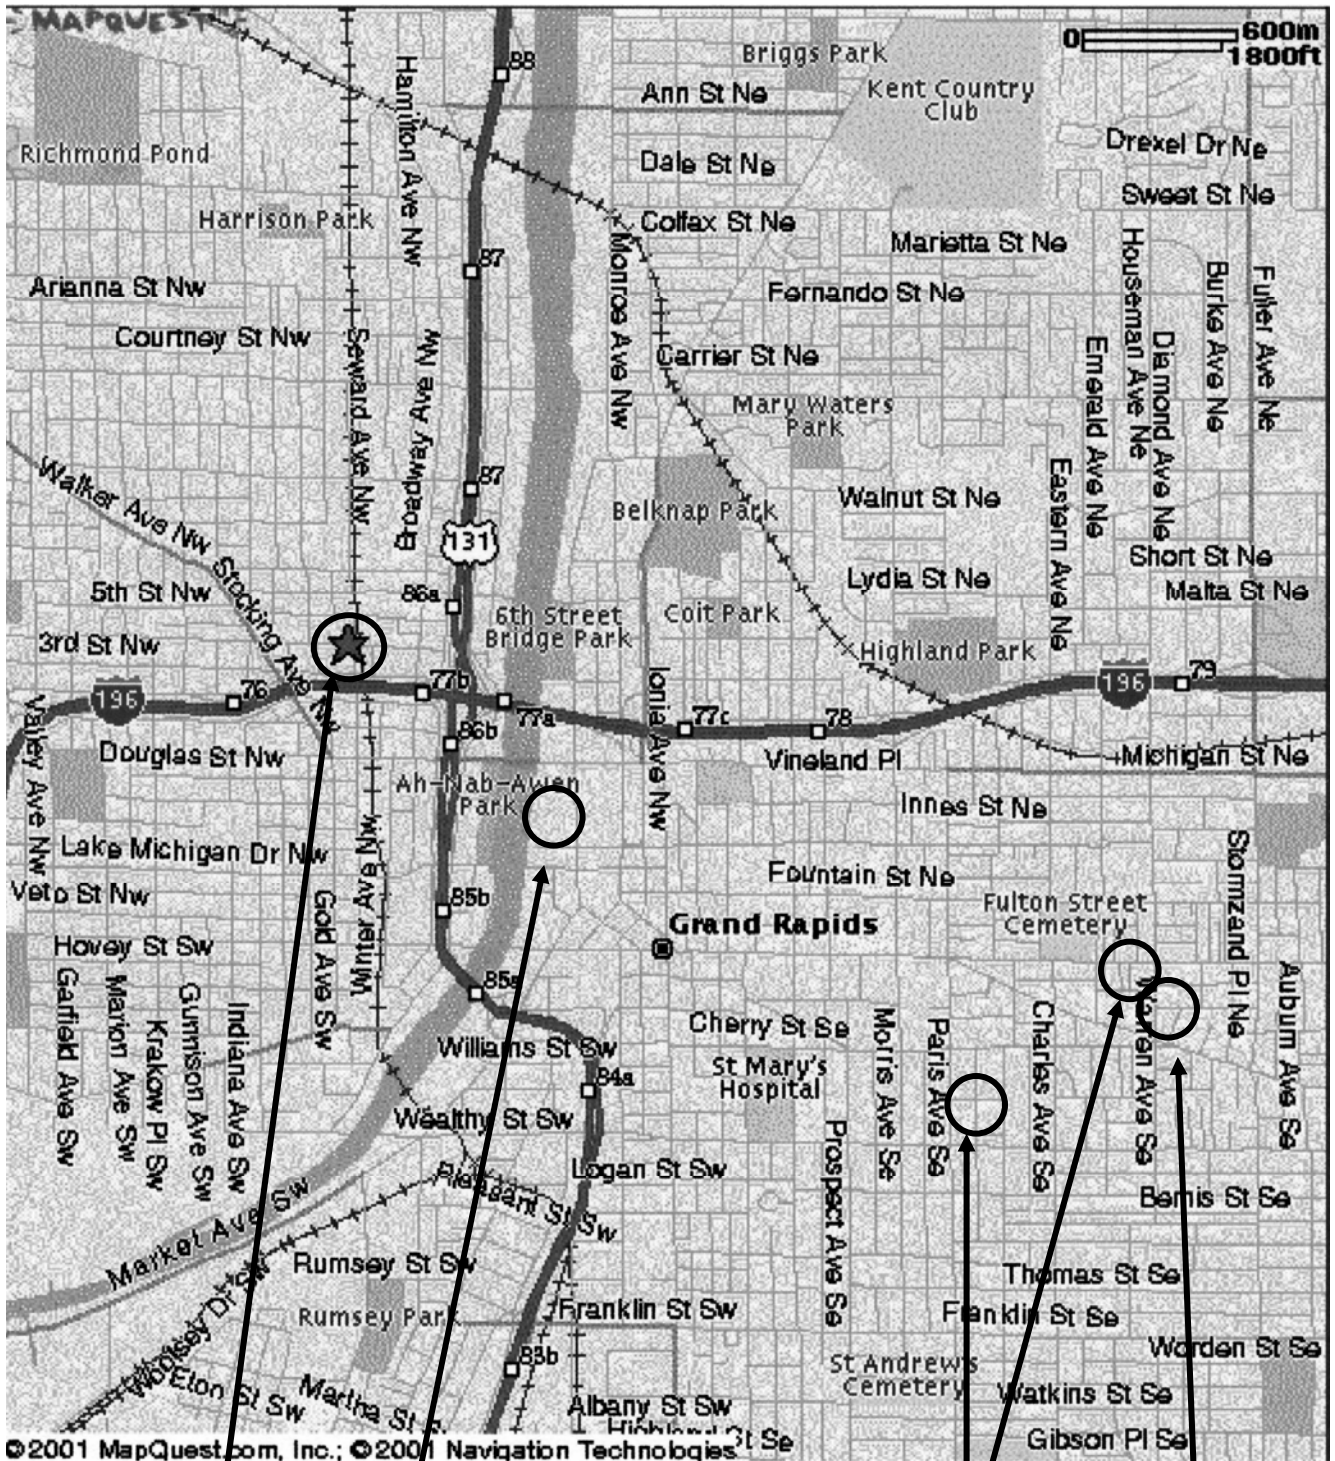 MAPQUEST
0 600m
1800ft
88
Briggs Park
Ann St Ne
Kent Country
Club
Hamilton Ave NW
Richmond Pond
Dale St Ne
Drexel Dr Ne
Sweet St Ne
Harrison Park
Colfax St Ne
Marietta St Ne
87
Monroe Ave NW
Houseman Ave Ne
Burke Ave Ne
Fuller Ave Ne
Arianna St Nw
Fernando St Ne
Courtney St Nw
Seward Ave NW
Broadway Ave NW
Carrier St Ne
Emerald Ave Ne
Diamond Ave Ne
Mary Waters
Park
Walker Ave Nw
87
Walnut St Ne
Eastern Ave Ne
Belknap Park
131
Short St Ne
Stocking Ave NW
5th St Nw
86a
Lydia St Ne
Malta St Ne
6th Street
Bridge Park
Coit Park
3rd St Nw
Highland Park
196
76
77b
77a
77c
78
196
79
Valley Ave NW
Ionia Ave NW
86b
Douglas St Nw
Vineland Pl
Michigan St Ne
Ah-Nab-Awen
Park
Innes St Ne
Lake Michigan Dr Nw
Winter Ave NW
Stormzand Pl Ne
Veto St Nw
Fountain St Ne
Gold Ave SW
85b
Grand Rapids
Fulton Street
Cemetery
Hovey St Sw
85a
Garfield Ave SW
Marion Ave SW
Krakow Pl SW
Gunnison Ave SW
Indiana Ave SW
Williams St Sw
Cherry St Se
Morris Ave Se
Paris Ave Se
Charles Ave Se
Warren Ave Se
Auburn Ave Se
84a
St Mary's
Hospital
Wealthy St Sw
Prospect Ave Se
Logan St Sw
Pleasant St Sw
Bemis St Se
Market Ave Sw
Rumsey St Sw
Thomas St Se
Woolsey Dr SW
Rumsey Park
Franklin St Sw
Franklin St Se
Worden St Se
83b
St Andrew's
Cemetery
Eton St Sw
Martha St
Watkins St Se
Albany St Sw
Highland St Se
Gibson Pl Se
©2001 MapQuest.com, Inc.; ©2001 Navigation Technologies